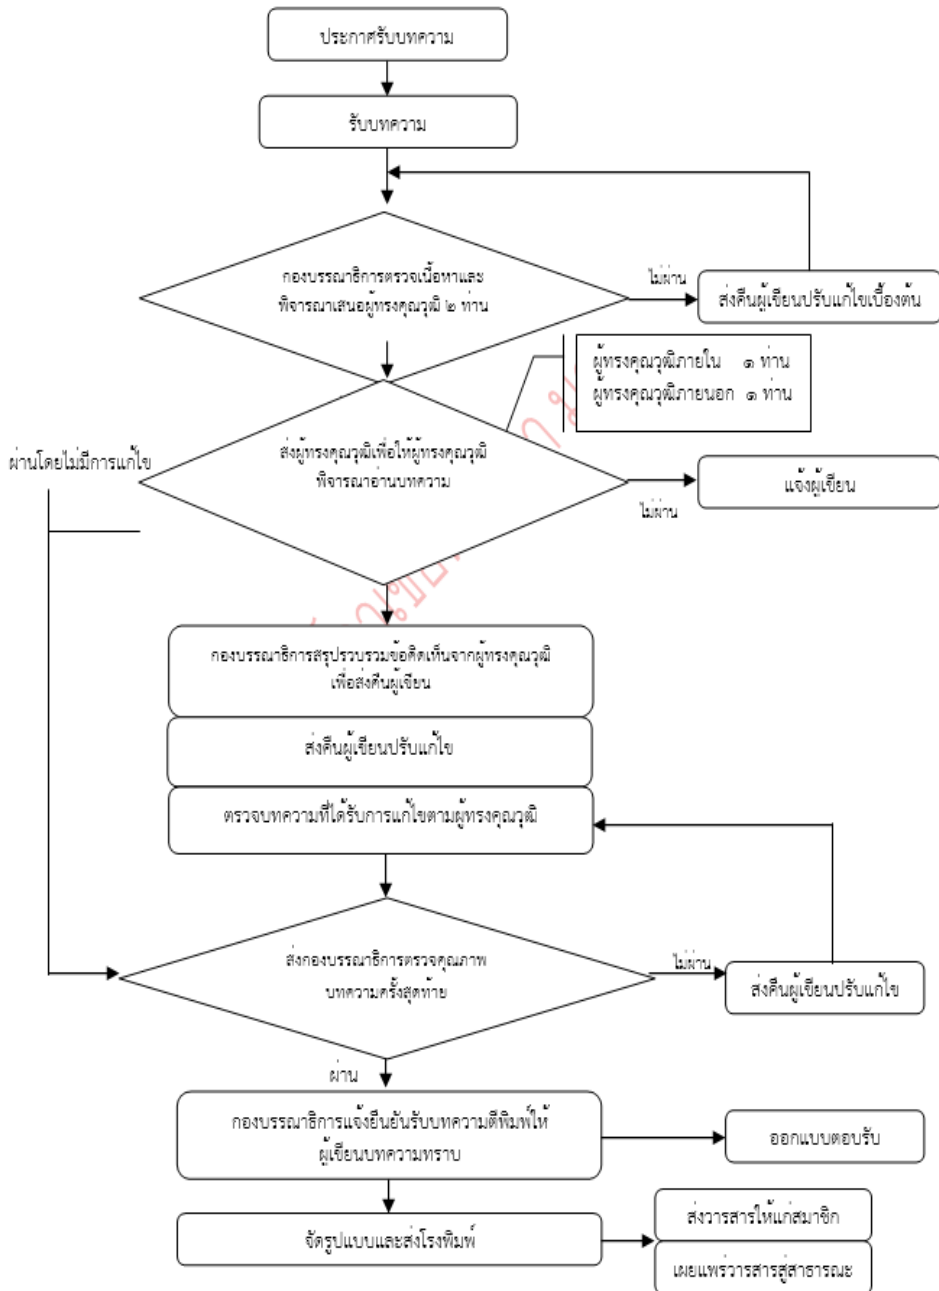 ประกาศรับบทความ
รับบทความ
กองบรรณาธิการตรวจเนื้อหาและ
พิจารณาเสนอผู้ทรงคุณวุฒิ ๒ ท่าน
ไม่ผ่าน
ส่งคืนผู้เขียนปรับแก้ไขเบื้องต้น
ผู้ทรงคุณวุฒิภายใน ๑ ท่าน
ผู้ทรงคุณวุฒิภายนอก ๑ ท่าน
ผ่านโดยไม่มีการแก้ไข
ส่งผู้ทรงคุณวุฒิเพื่อให้ผู้ทรงคุณวุฒิ
พิจารณาอ่านบทความ
ไม่ผ่าน
แจ้งผู้เขียน
กองบรรณาธิการสรุปรวบรวมข้อคิดเห็นจากผู้ทรงคุณวุฒิ
เพื่อส่งคืนผู้เขียน
ส่งคืนผู้เขียนปรับแก้ไข
ตรวจบทความที่ได้รับการแก้ไขตามผู้ทรงคุณวุฒิ
ส่งกองบรรณาธิการตรวจคุณภาพ
บทความครั้งสุดท้าย
ไม่ผ่าน
ส่งคืนผู้เขียนปรับแก้ไข
ผ่าน
กองบรรณาธิการแจ้งยืนยันรับบทความตีพิมพ์ให้
ผู้เขียนบทความทราบ
ออกแบบตอบรับ
จัดรูปแบบและส่งโรงพิมพ์
ส่งวารสารให้แก่สมาชิก
เผยแพร่วารสารสู่สาธารณะ